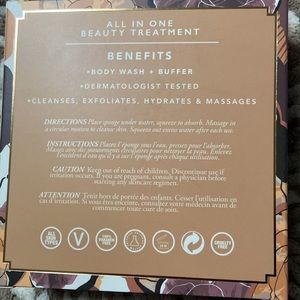 ALL IN ONE
BEAUTY TREATMENT
BENEFITS
•BODY WASH + BUFFER
•DERMATOLOGIST TESTED
•CLEANSES, EXFOLIATES, HYDRATES & MASSAGES
DIRECTIONS Place sponge under water, squeeze to absorb. Massage in
a circular motion to cleanse skin. Squeeze out excess water after each use.
INSTRUCTIONS Placez l'éponge sous l'eau, pressez pour l'absorber.
Massez avec des mouvements circulaires pour nettoyer la peau. Enlevez
l'excédent d'eau qu'il y a sur l'éponge après chaque utilisation.
CAUTION Keep out of reach of children. Discontinue use if
irritation occurs. If you are pregnant, consult a physician before
starting any skincare regimen.
ATTENTION Tenir hors de portée des enfants. Cesser l'utilisation en
cas d'irritation. Si vous êtes enceinte, consultez votre médecin avant de
commencer toute cure de soin.
ALL
SKIN
TYPES
V
100%
PARABEN
FREE
CRUELTY
FREE